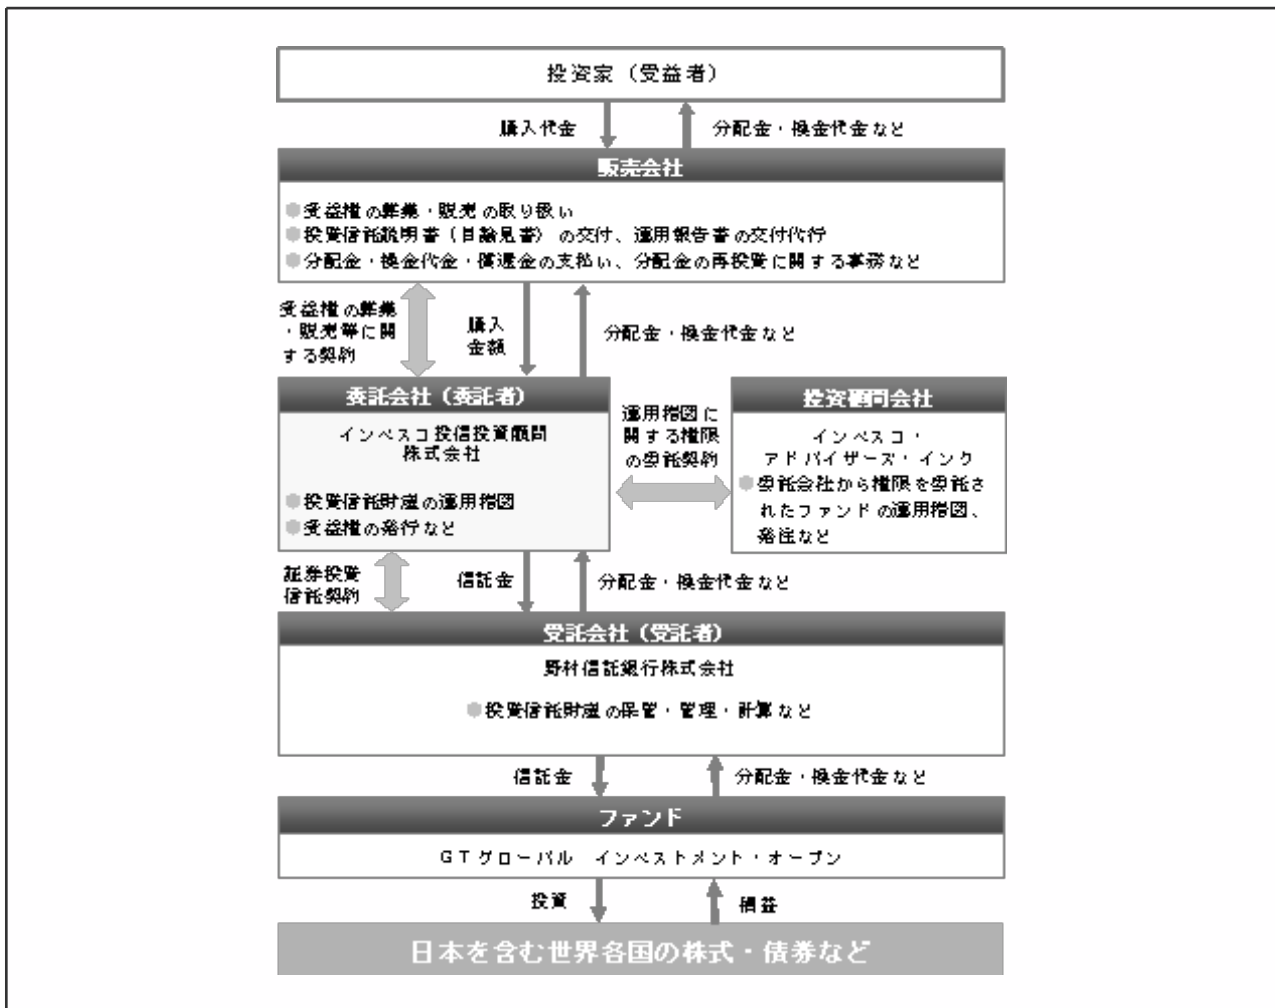 投資家（受益者）
購入代金
分配金・換金代金など
販売会社
●受益権の募集・販売の取り扱い
●投資信託説明書（目論見書）の交付、運用報告書の交付代行
●分配金・換金代金・償還金の支払い、分配金の再投資に関する事務など
受益権の募集
・販売等に関
する契約
購入
金額
分配金・換金代金など
委託会社（委託者）
インベスコ投信投資顧問
株式会社
●投資信託財産の運用指図
●受益権の発行など
運用指図に
関する権限
の委託契約
投資顧問会社
インベスコ・
アドバイザーズ・インク
●委託会社から権限を委託さ
れたファンドの運用指図、
発注など
証券投資
信託契約
信託金
分配金・換金代金など
受託会社（受託者）
野村信託銀行株式会社
●投資信託財産の保管・管理・計算など
信託金
分配金・換金代金など
ファンド
GTグローバル　インベストメント・オープン
投資
損益
日本を含む世界各国の株式・債券など